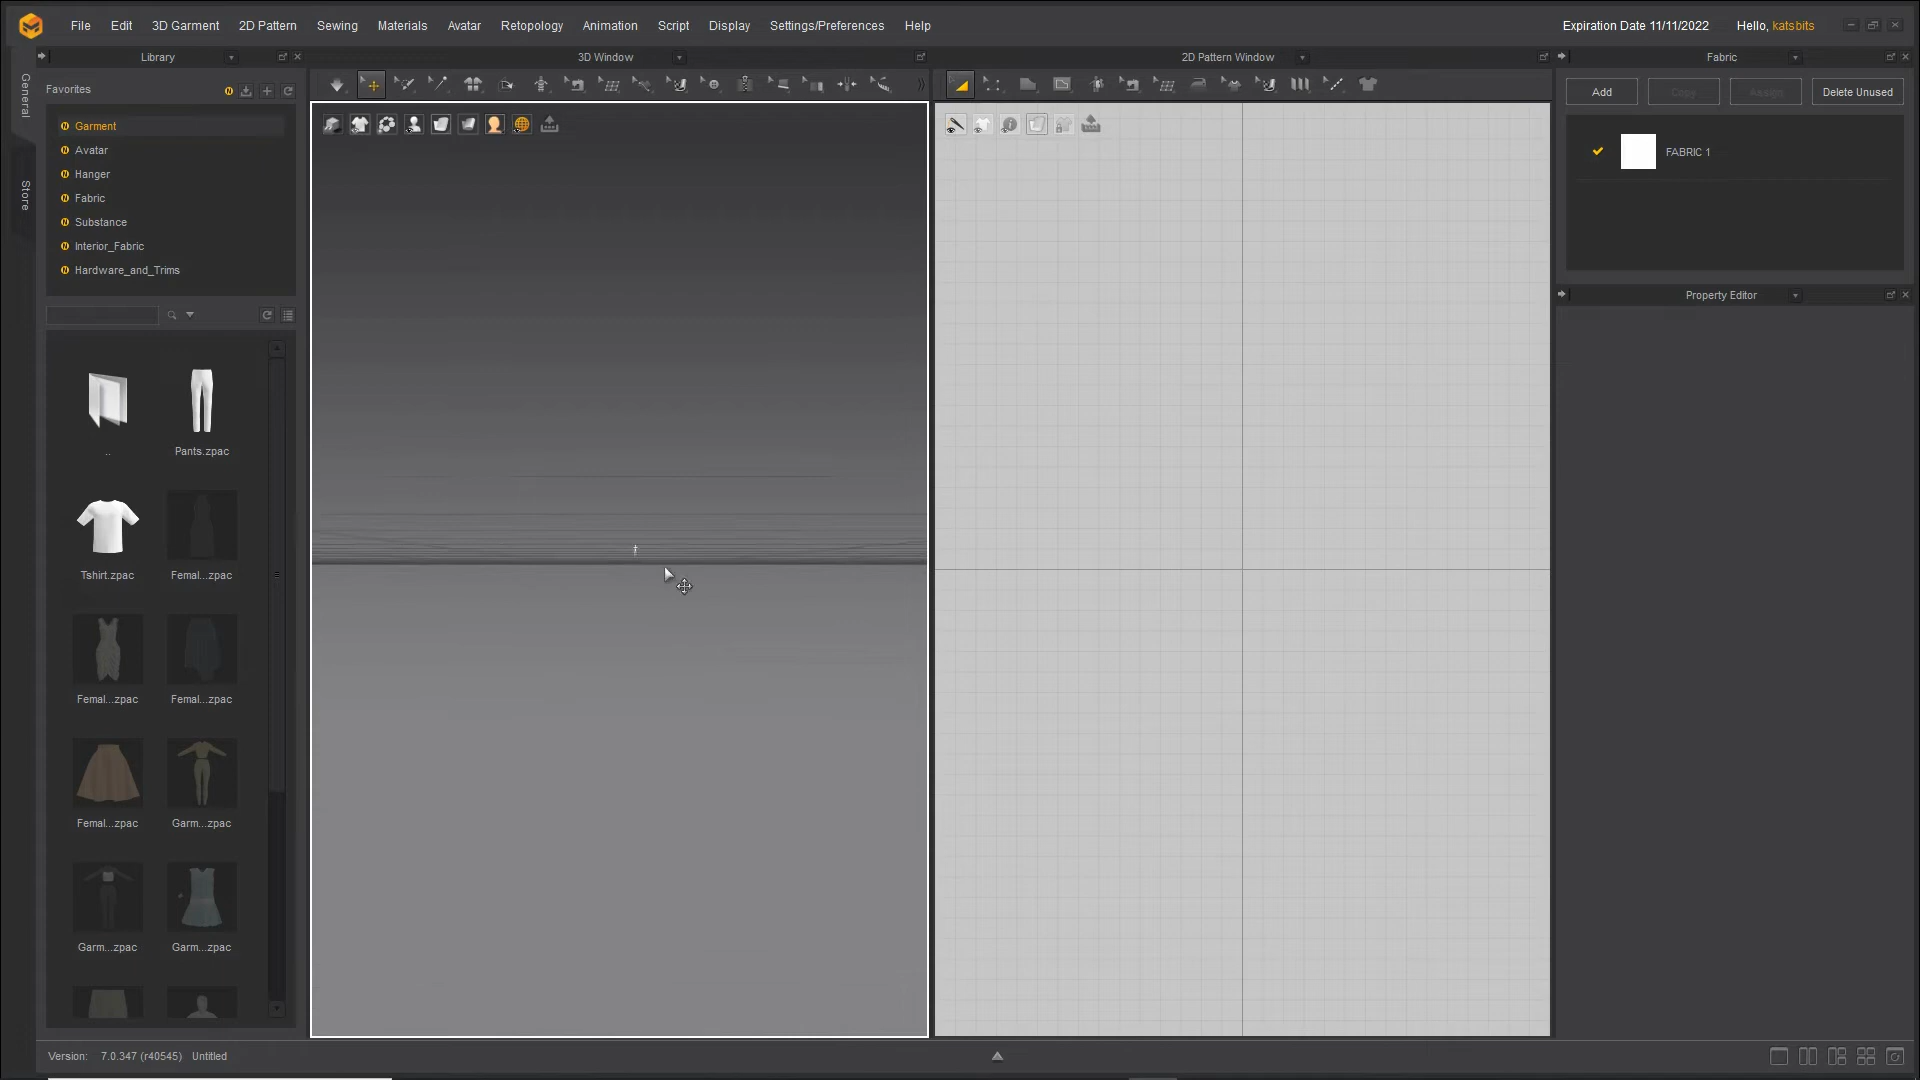 File Edit 3D Garment 2D Pattern Sewing Materials Avatar Retopology Animation Script Display Settings/Preferences Help Expiration Date 11/11/2022 Hello, katsbits
Library 3D Window 2D Pattern Window Fabric
General
Store
Favorites
Garment
Avatar
Hanger
Fabric
Substance
Interior_Fabric
Hardware_and_Trims
..
Pants.zpac
Tshirt.zpac
Femal...zpac
Femal...zpac
Femal...zpac
Femal...zpac
Garm...zpac
Garm...zpac
Garm...zpac
Add Copy Assign Delete Unused
FABRIC 1
Property Editor
Version: 7.0.347 (r40545) Untitled